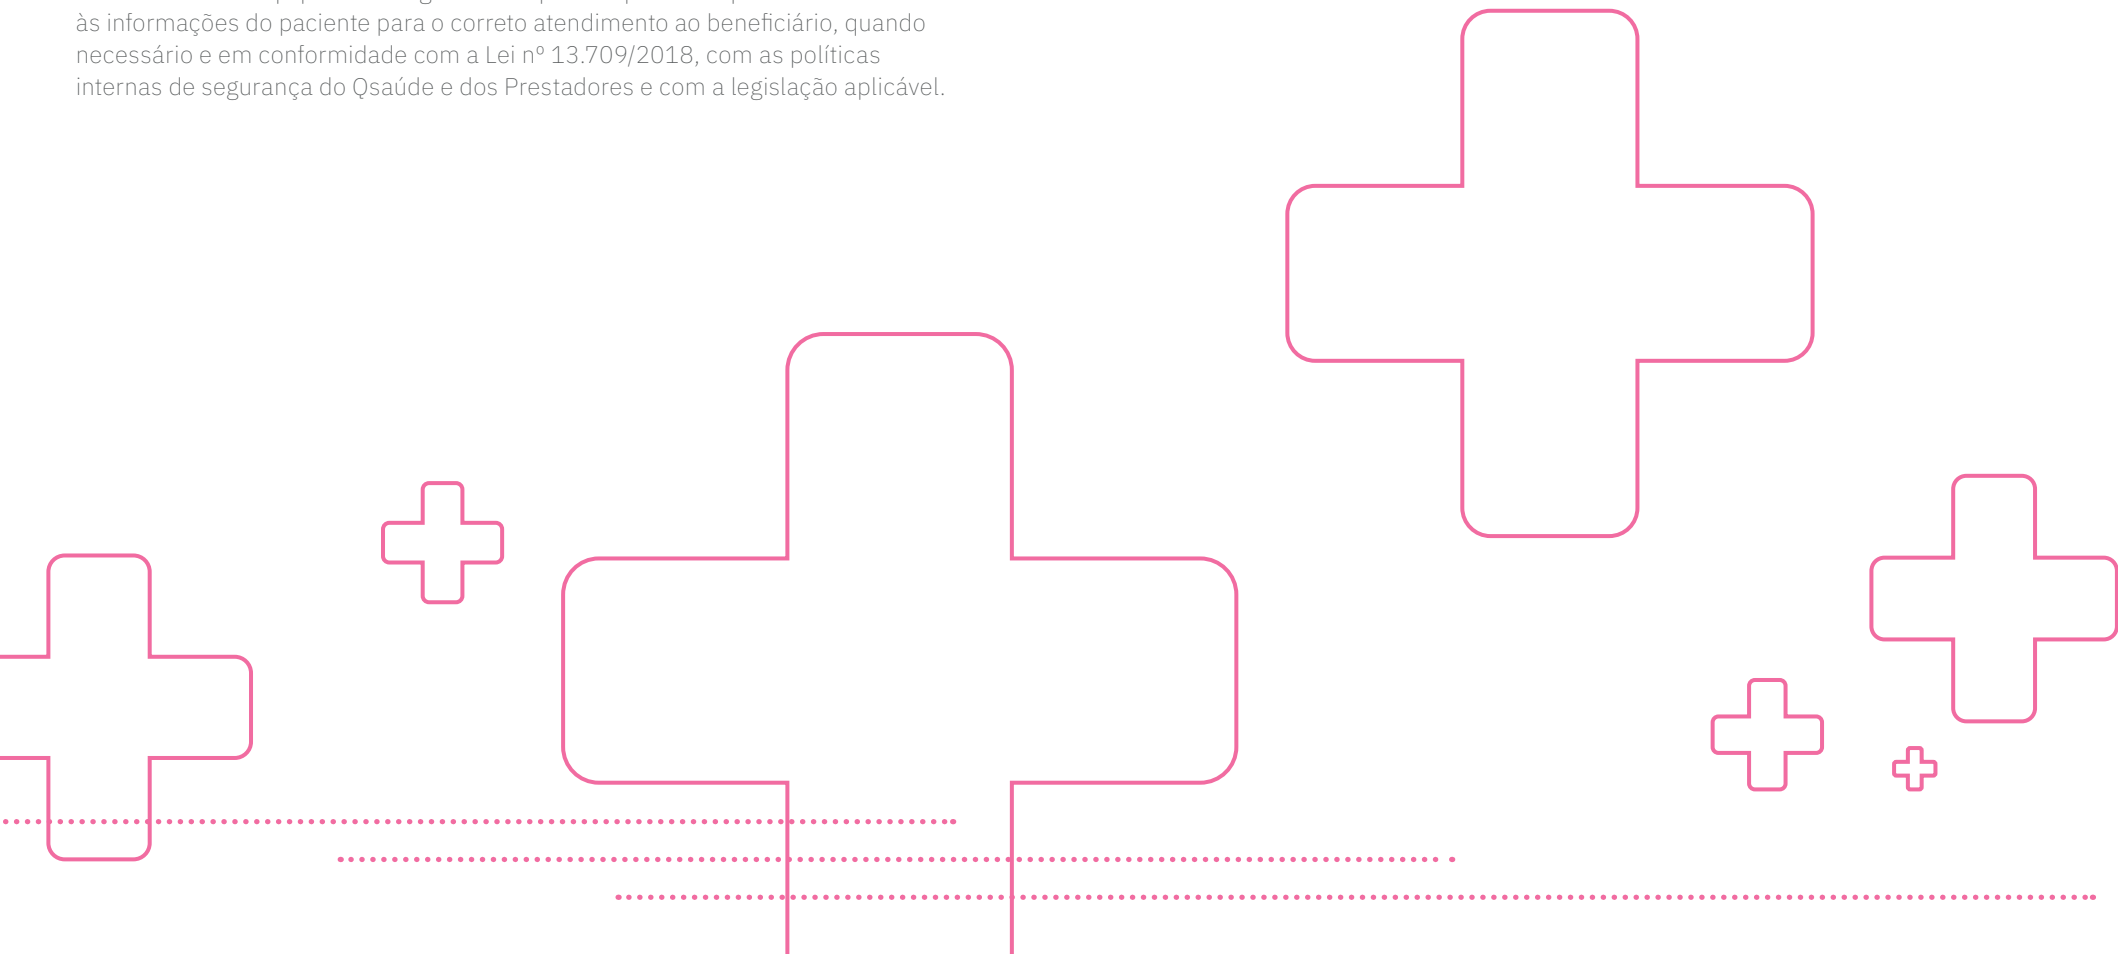 às informações do paciente para o correto atendimento ao beneficiário, quando
necessário e em conformidade com a Lei nº 13.709/2018, com as políticas
internas de segurança do Qsaúde e dos Prestadores e com a legislação aplicável.